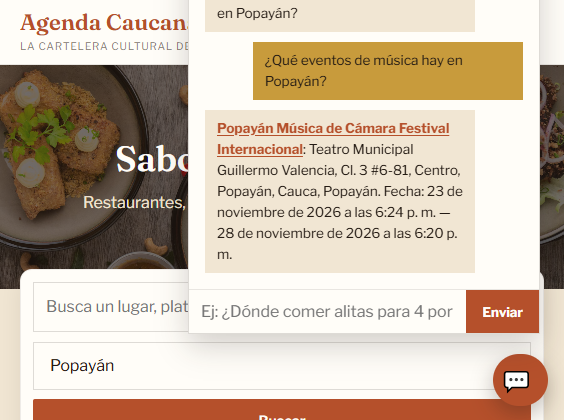 Agenda Caucan
LA CARTELERA CULTURAL DE
en Popayán?
¿Qué eventos de música hay en
Popayán?
Popayán Música de Cámara Festival
Internacional: Teatro Municipal
Guillermo Valencia, Cl. 3 #6-81, Centro,
Popayán, Cauca, Popayán. Fecha: 23 de
noviembre de 2026 a las 6:24 p. m. —
28 de noviembre de 2026 a las 6:20 p.
m.
Sabo
Restaurantes,
Ej: ¿Dónde comer alitas para 4 por
Enviar
Busca un lugar, plat
Popayán
Buscar